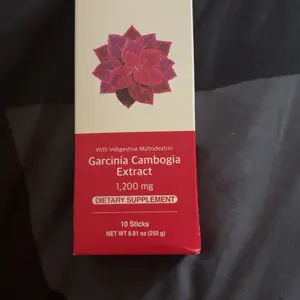 With Indigestive Maltodextrin
Garcinia Cambogia
Extract
1,200 mg
DIETARY SUPPLEMENT
10 Sticks
NET WT 8.81 oz (250 g)